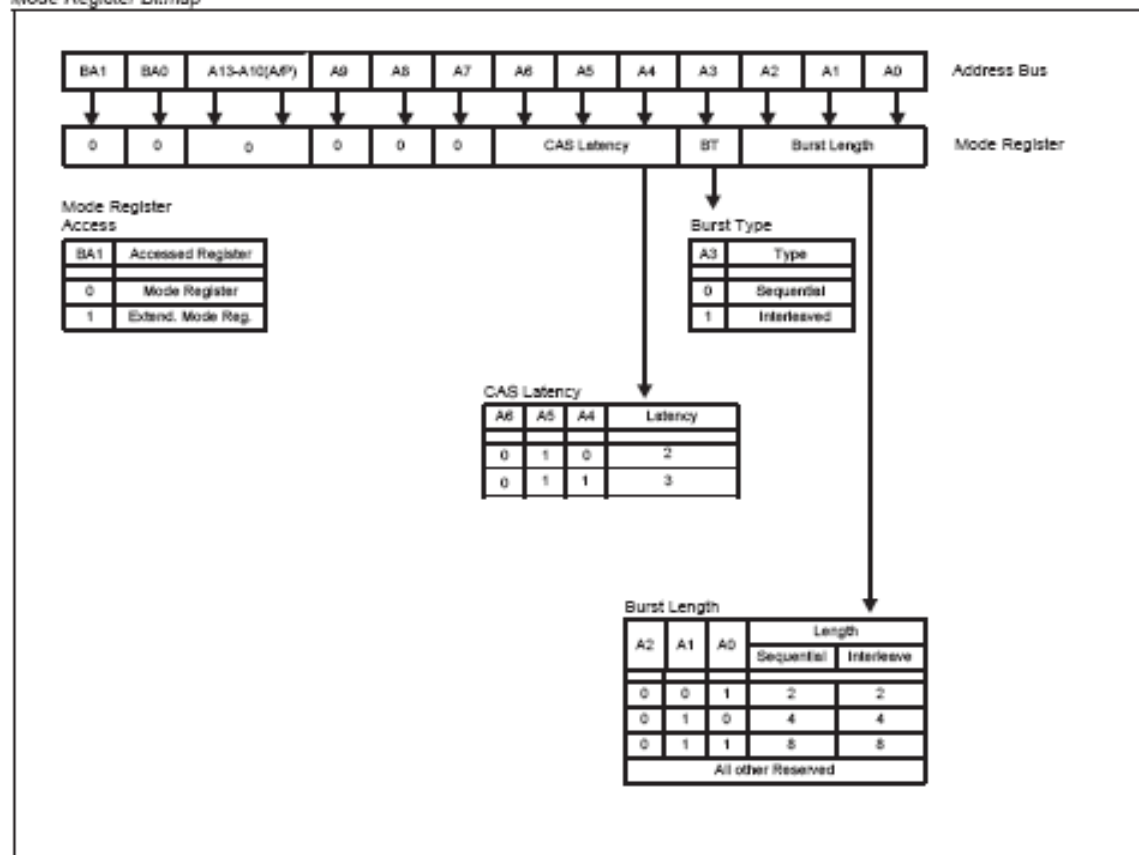 Mode Register Bitmap
BA1 BA0 A13-A10(A/P) A9 A8 A7 A6 A5 A4 A3 A2 A1 A0 Address Bus
0 0 0 0 0 0 CAS Latency BT Burst Length Mode Register
Mode Register
Access
BA1 Accessed Register
0 Mode Register
1 Extend. Mode Reg.
Burst Type
A3 Type
0 Sequential
1 Interleaved
CAS Latency
A6 A5 A4 Latency
0 1 0 2
0 1 1 3
Burst Length
A2 A1 A0 Length
Sequential Interleave
0 0 1 2 2
0 1 0 4 4
0 1 1 8 8
All other Reserved